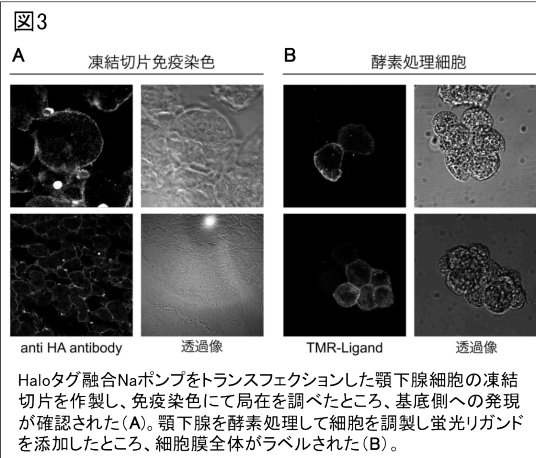 図3
A 凍結切片免疫染色 B 酵素処理細胞
anti HA antibody 透過像 TMR-Ligand 透過像
Haloタグ融合Naポンプをトランスフェクションした顎下腺細胞の凍結
切片を作製し、免疫染色にて局在を調べたところ、基底側への発現
が確認された（A）。顎下腺を酵素処理して細胞を調製し蛍光リガンド
を添加したところ、細胞膜全体がラベルされた（B）。